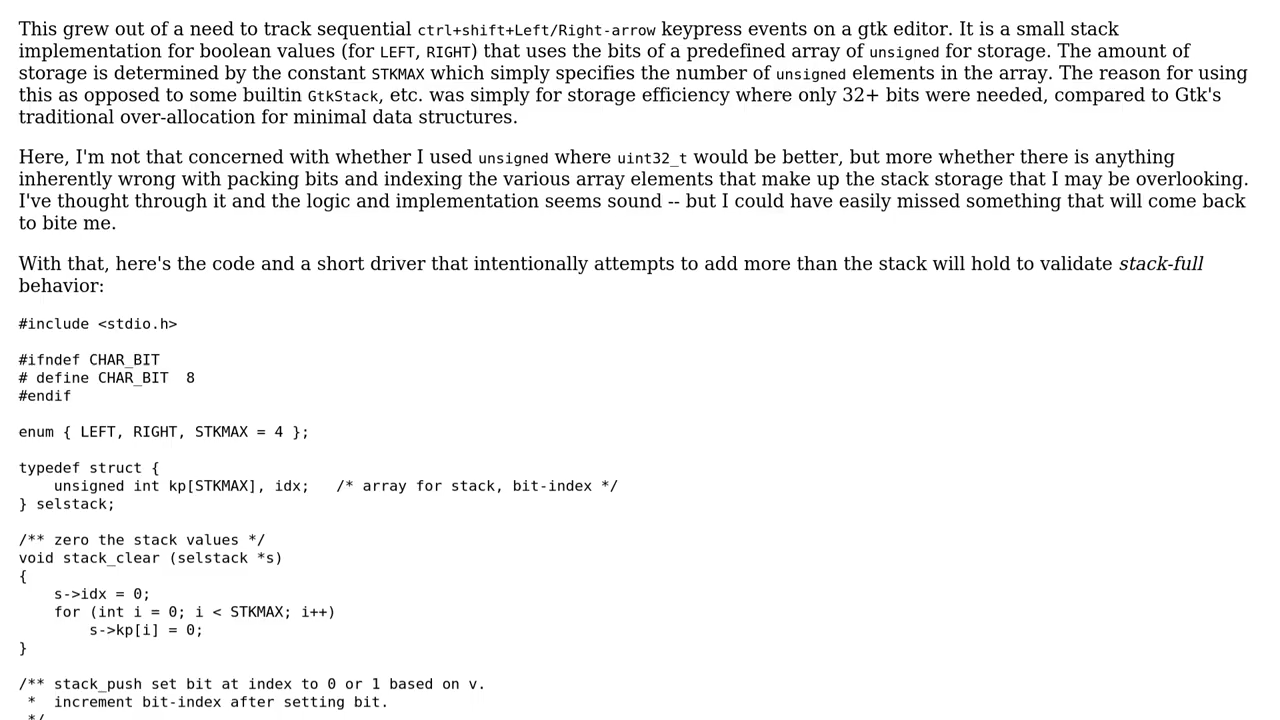 This grew out of a need to track sequential ctrl+shift+Left/Right-arrow keypress events on a gtk editor. It is a small stack
implementation for boolean values (for LEFT, RIGHT) that uses the bits of a predefined array of unsigned for storage. The amount of
storage is determined by the constant STKMAX which simply specifies the number of unsigned elements in the array. The reason for using
this as opposed to some builtin GtkStack, etc. was simply for storage efficiency where only 32+ bits were needed, compared to Gtk's
traditional over-allocation for minimal data structures.
Here, I'm not that concerned with whether I used unsigned where uint32_t would be better, but more whether there is anything
inherently wrong with packing bits and indexing the various array elements that make up the stack storage that I may be overlooking.
I've thought through it and the logic and implementation seems sound -- but I could have easily missed something that will come back
to bite me.
With that, here's the code and a short driver that intentionally attempts to add more than the stack will hold to validate stack-full
behavior:
#include <stdio.h>
#ifndef CHAR_BIT
# define CHAR_BIT  8
#endif
enum { LEFT, RIGHT, STKMAX = 4 };
typedef struct {
    unsigned int kp[STKMAX], idx;   /* array for stack, bit-index */
} selstack;
/** zero the stack values */
void stack_clear (selstack *s)
{
    s->idx = 0;
    for (int i = 0; i < STKMAX; i++)
        s->kp[i] = 0;
}
/** stack_push set bit at index to 0 or 1 based on v.
 *  increment bit-index after setting bit.
 */